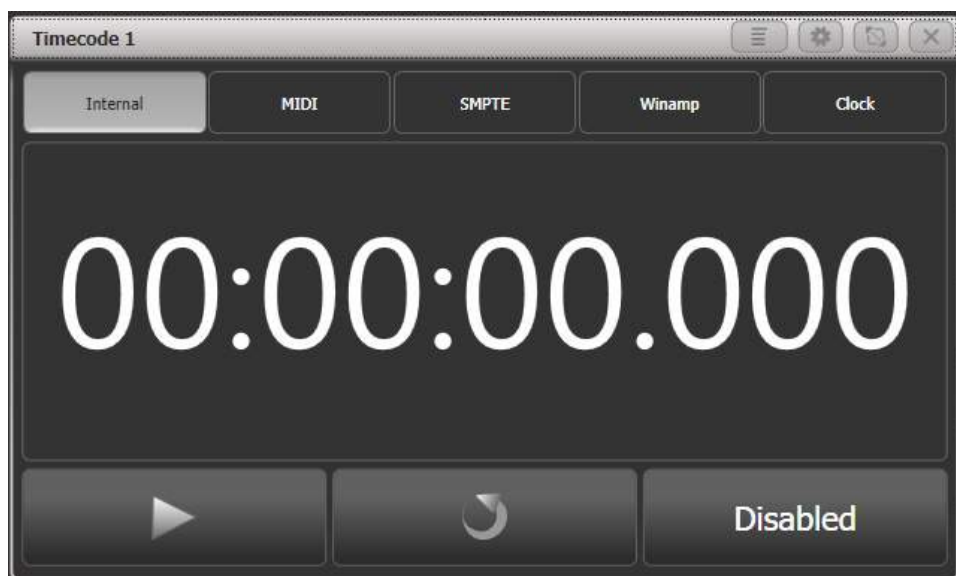 Timecode 1
Internal MIDI SMPTE Winamp Clock
00:00:00.000
Disabled